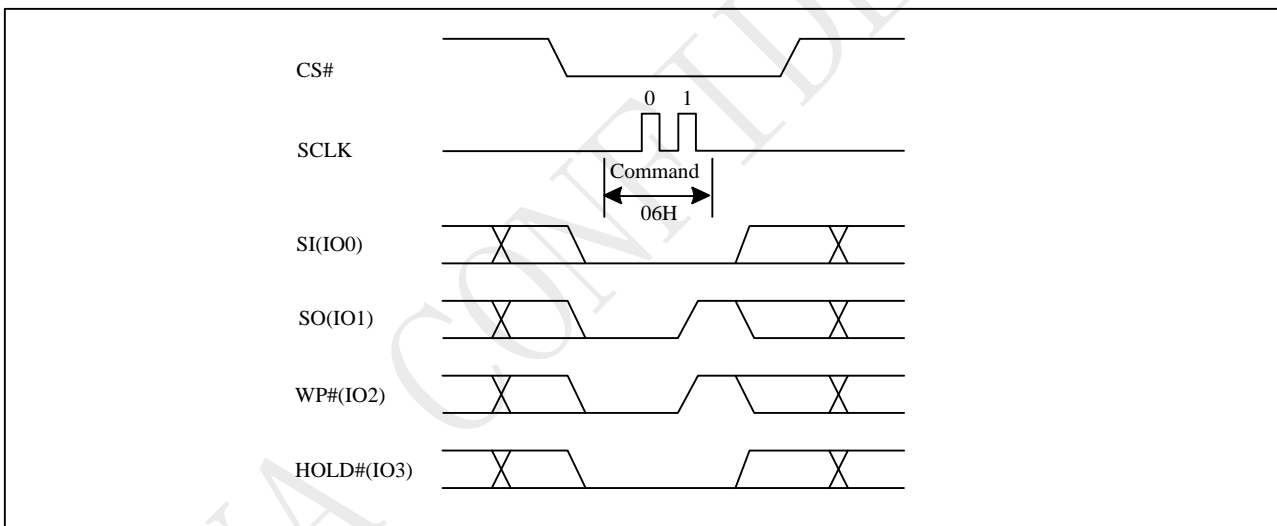 CS#
0 1
SCLK
Command
06H
SI(IO0)
SO(IO1)
WP#(IO2)
HOLD#(IO3)